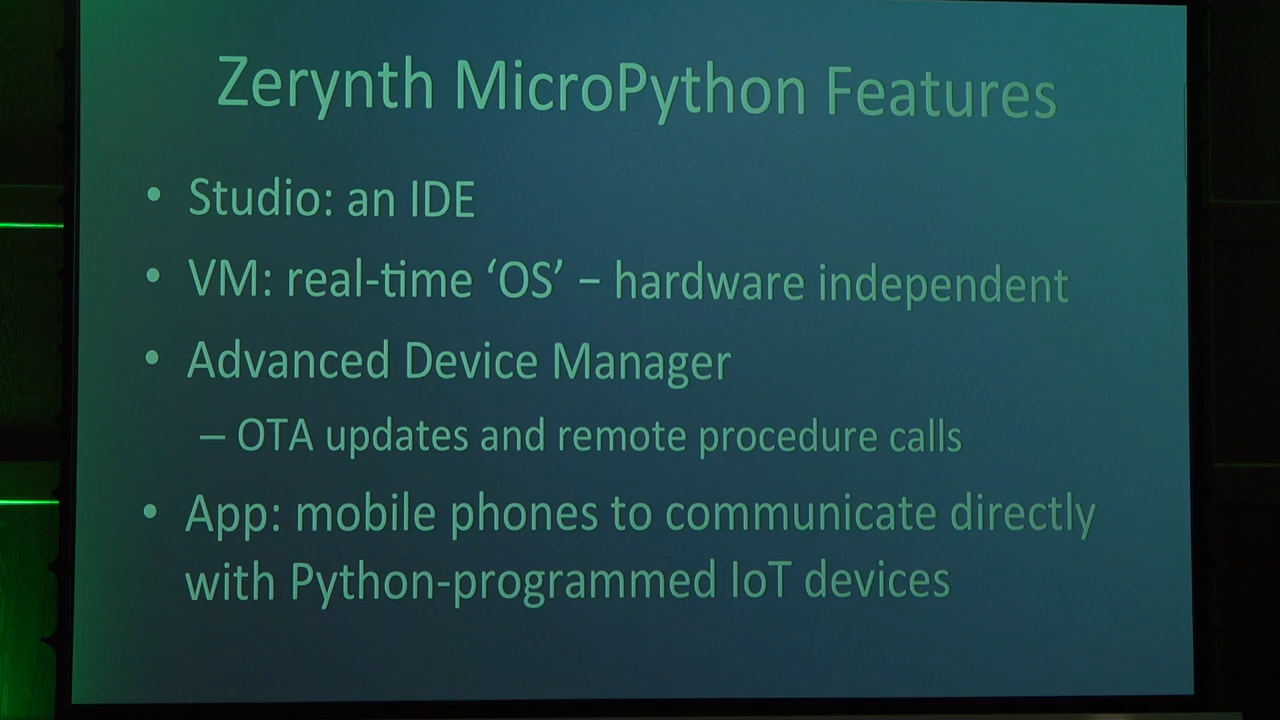 Zerynth MicroPython Features
• Studio: an IDE
• VM: real-time ‘OS’ – hardware independent
• Advanced Device Manager
– OTA updates and remote procedure calls
• App: mobile phones to communicate directly
with Python-programmed IoT devices